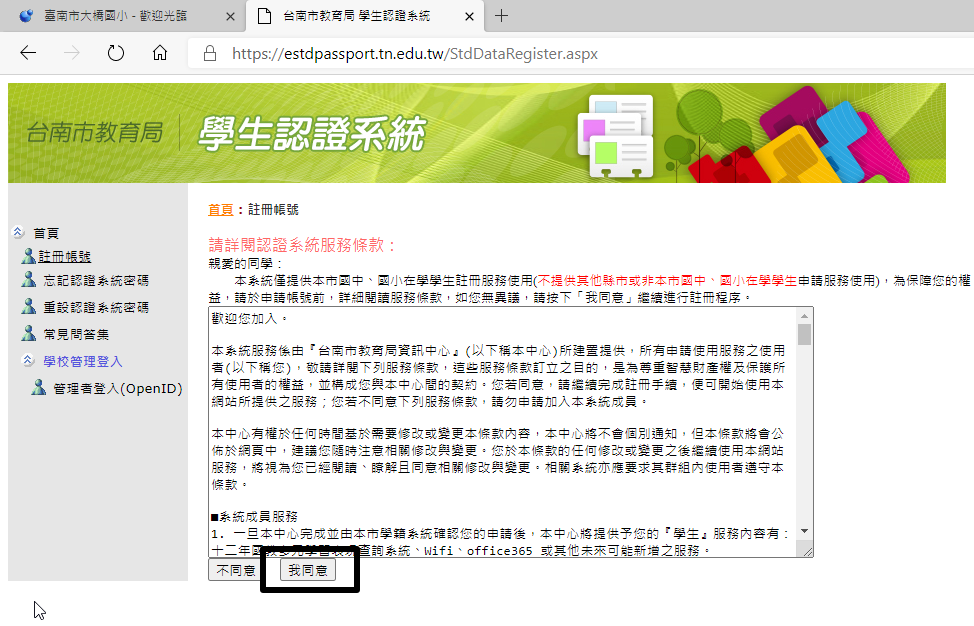 臺南市大橋國小 - 歡迎光臨
台南市教育局 學生認證系統
https://estdpassport.tn.edu.tw/StdDataRegister.aspx
台南市教育局
學生認證系統
首頁
註冊帳號
忘記認證系統密碼
重設認證系統密碼
常見問答集
學校管理登入
管理者登入(OpenID)
首頁：註冊帳號
請詳閱認證系統服務條款：
親愛的同學：
本系統僅提供本市國中、國小在學學生註冊服務使用(不提供其他縣市或非本市國中、國小在學學生申請服務使用)，為保障您的權
益，請於申請帳號前，詳細閱讀服務條款，如您無異議，請按下「我同意」繼續進行註冊程序。
歡迎您加入。
本系統服務係由『台南市教育局資訊中心』(以下稱本中心)所建置提供，所有申請使用服務之使用
者(以下稱您)，敬請詳閱下列服務條款，這些服務條款訂立之目的，是為尊重智慧財產權及保護所
有使用者的權益，並構成您與本中心間的契約。您若同意，請繼續完成註冊手續，便可開始使用本
網站所提供之服務；您若不同意下列服務條款，請勿申請加入本系統成員。
本中心有權於任何時間基於需要修改或變更本條款內容，本中心將不會個別通知，但本條款將會公
佈於網頁中，建議您隨時注意相關修改與變更。您於本條款的任何修改或變更之後繼續使用本網站
服務，將視為您已經閱讀、瞭解且同意相關修改與變更。相關系統亦應要求其群組內使用者遵守本
條款。
■系統成員服務
1. 一旦本中心完成並由本市學籍系統確認您的申請後，本中心將提供予您的『學生』服務內容有：
十二年國教多元學習表現查詢系統、Wifi、office365 或其他未來可能新增之服務。
不同意
我同意